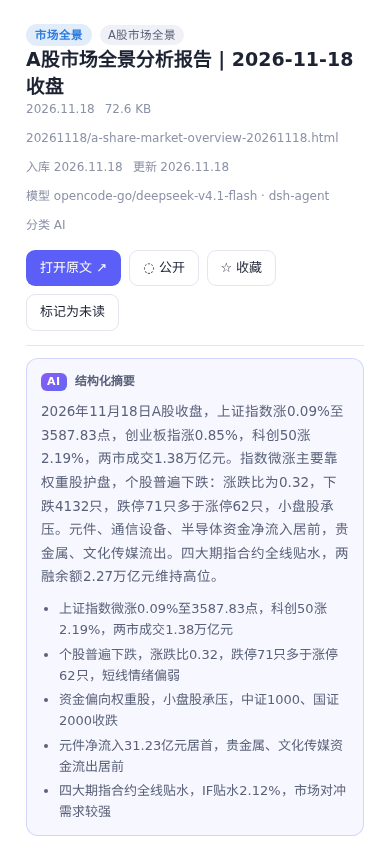 市场全景 A股市场全景
A股市场全景分析报告 | 2026-11-18
收盘
2026.11.18 72.6 KB
20261118/a-share-market-overview-20261118.html
入库 2026.11.18 更新 2026.11.18
模型 opencode-go/deepseek-v4.1-flash · dsh-agent
分类 AI
打开原文 ↗ ◌ 公开 ☆ 收藏
标记为未读
AI 结构化摘要
2026年11月18日A股收盘，上证指数涨0.09%至
3587.83点，创业板指涨0.85%，科创50涨
2.19%，两市成交1.38万亿元。指数微涨主要靠
权重股护盘，个股普遍下跌：涨跌比为0.32，下
跌4132只，跌停71只多于涨停62只，小盘股承
压。元件、通信设备、半导体资金净流入居前，贵
金属、文化传媒流出。四大期指合约全线贴水，两
融余额2.27万亿元维持高位。
• 上证指数微涨0.09%至3587.83点，科创50涨
2.19%，两市成交1.38万亿元
• 个股普遍下跌，涨跌比0.32，跌停71只多于涨停
62只，短线情绪偏弱
• 资金偏向权重股，小盘股承压，中证1000、国证
2000收跌
• 元件净流入31.23亿元居首，贵金属、文化传媒资
金流出居前
• 四大期指合约全线贴水，IF贴水2.12%，市场对冲
需求较强